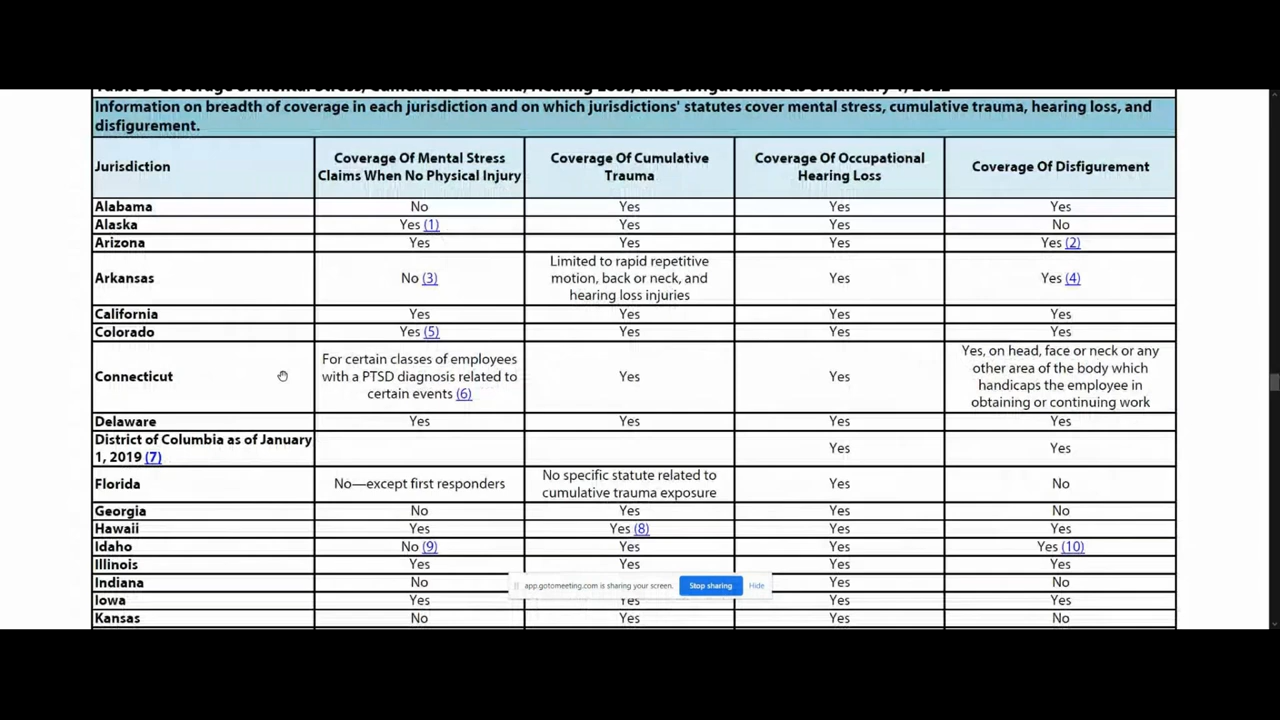 Information on breadth of coverage in each jurisdiction and on which jurisdictions' statutes cover mental stress, cumulative trauma, hearing loss, and
disfigurement.
Jurisdiction
Coverage Of Mental Stress
Claims When No Physical Injury
Coverage Of Cumulative
Trauma
Coverage Of Occupational
Hearing Loss
Coverage Of Disfigurement
Alabama No Yes Yes Yes
Alaska Yes (1) Yes Yes No
Arizona Yes Yes Yes Yes (2)
Arkansas
No (3)
Limited to rapid repetitive
motion, back or neck, and
hearing loss injuries
Yes
Yes (4)
California Yes Yes Yes Yes
Colorado Yes (5) Yes Yes Yes
Connecticut
For certain classes of employees
with a PTSD diagnosis related to
certain events (6)
Yes
Yes
Yes, on head, face or neck or any
other area of the body which
handicaps the employee in
obtaining or continuing work
Delaware Yes Yes Yes Yes
District of Columbia as of January
1, 2019 (7)
Yes
Yes
Florida
No—except first responders
No specific statute related to
cumulative trauma exposure
Yes
No
Georgia No Yes Yes No
Hawaii Yes Yes (8) Yes Yes
Idaho No (9) Yes Yes Yes (10)
Illinois Yes Yes Yes Yes
Indiana No Yes No
app.gotomeeting.com is sharing your screen. Stop sharing Hide
Iowa Yes Yes Yes Yes
Kansas No Yes Yes No